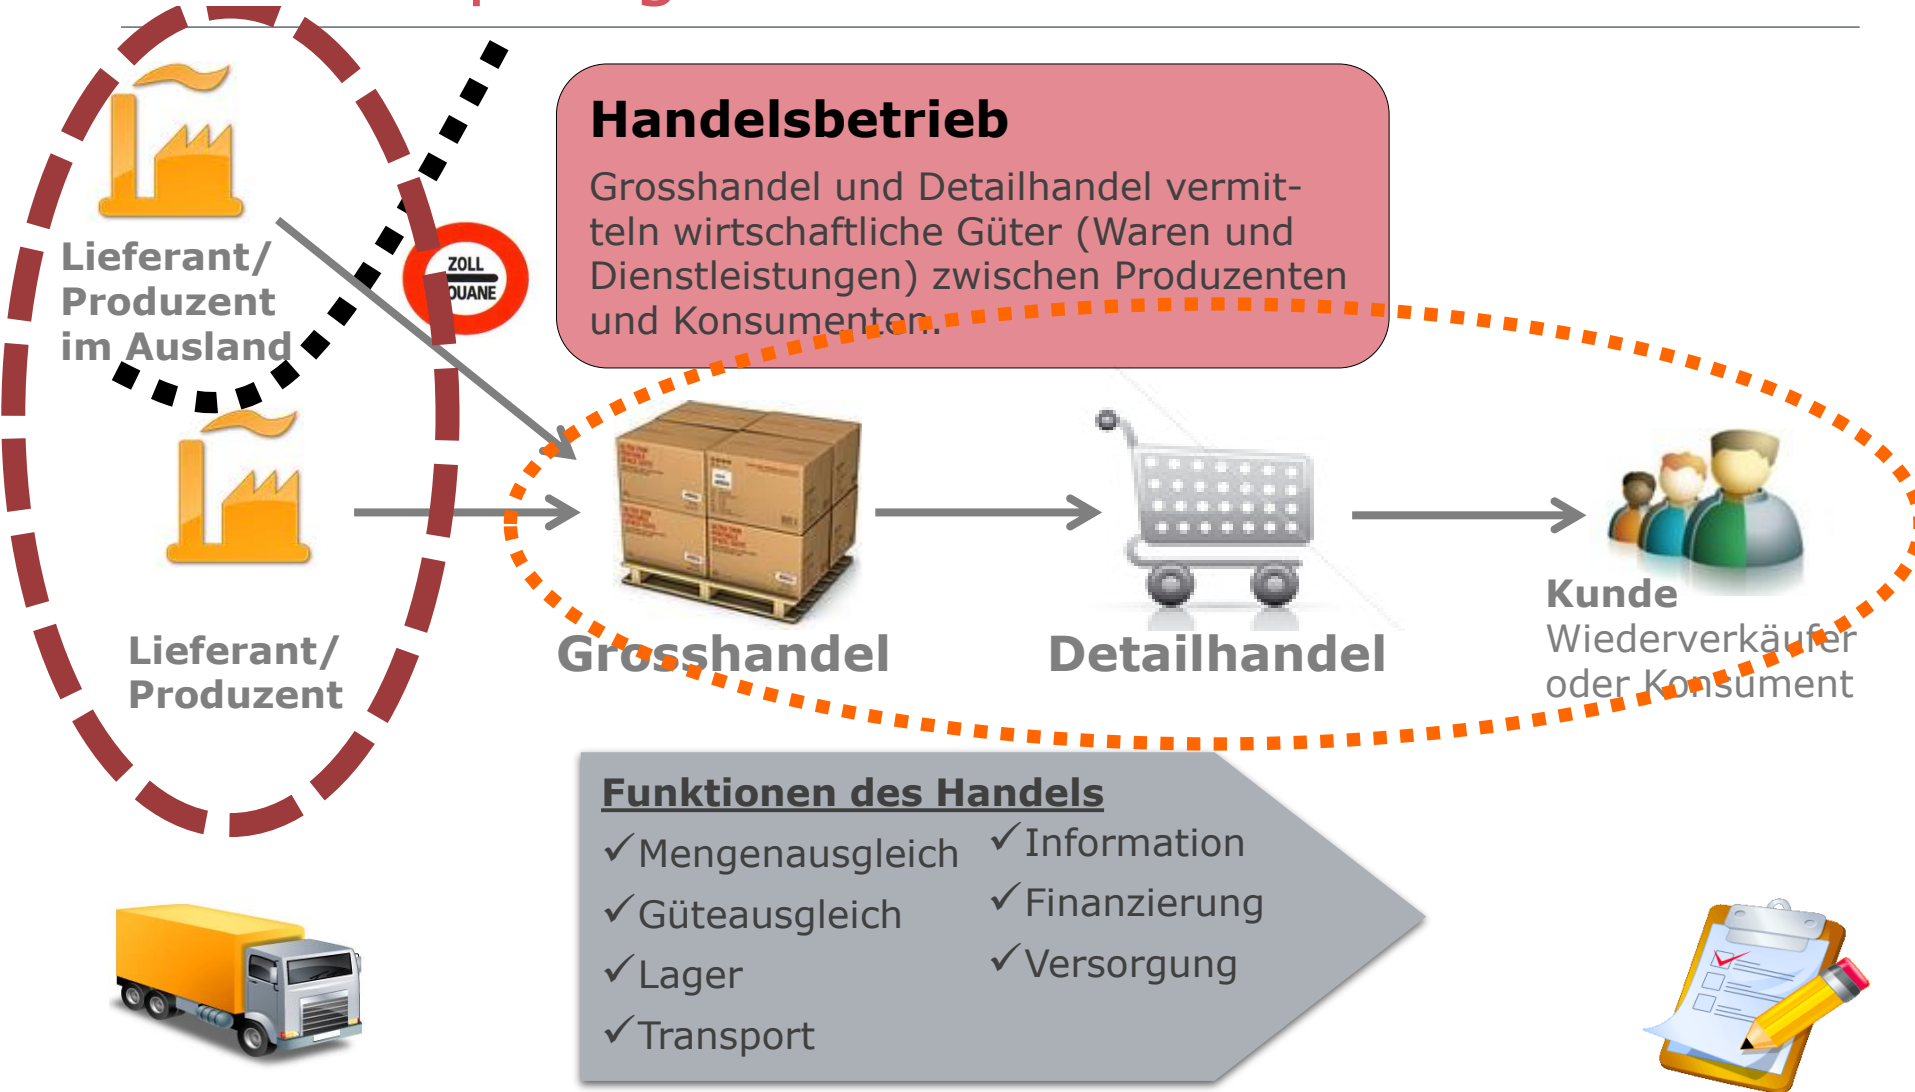 Handelsbetrieb
Grosshandel und Detailhandel vermit-
teln wirtschaftliche Güter (Waren und
Dienstleistungen) zwischen Produzenten
und Konsumenten.
ZOLL
Lieferant/
Produzent
im Ausland
Lieferant/
Produzent
Grosshandel
Detailhandel
Kunde
Wiederverkäufer
oder Konsument
Funktionen des Handels
✓Mengenausgleich
✓Güteausgleich
✓Lager
✓Transport
✓Information
✓Finanzierung
✓Versorgung